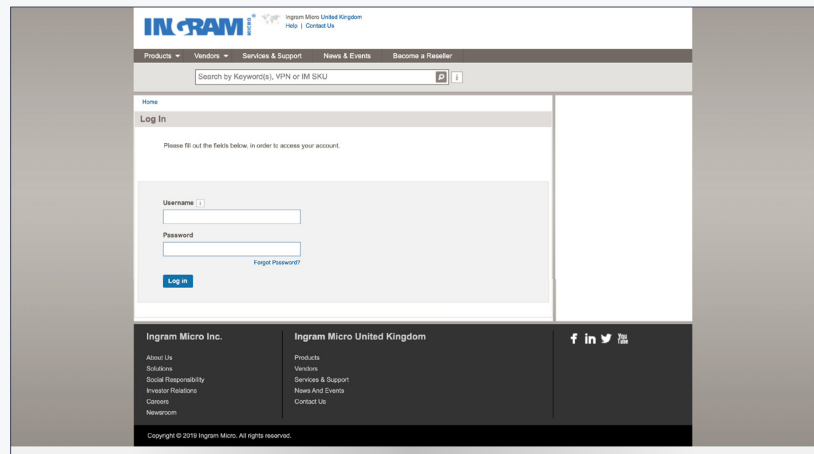 INGRAM MICRO®
Ingram Micro United Kingdom
Help | Contact Us
Products Vendors Services & Support News & Events Become a Reseller
Search by Keyword(s), VPN or IM SKU
i
Home
Log In
Please fill out the fields below, in order to access your account.
Username i
Password
Forgot Password?
Log in
Ingram Micro Inc.
About Us
Solutions
Social Responsibility
Investor Relations
Careers
Newsroom
Ingram Micro United Kingdom
Products
Vendors
Services & Support
News And Events
Contact Us
f in You Tube
Copyright © 2019 Ingram Micro. All rights reserved.